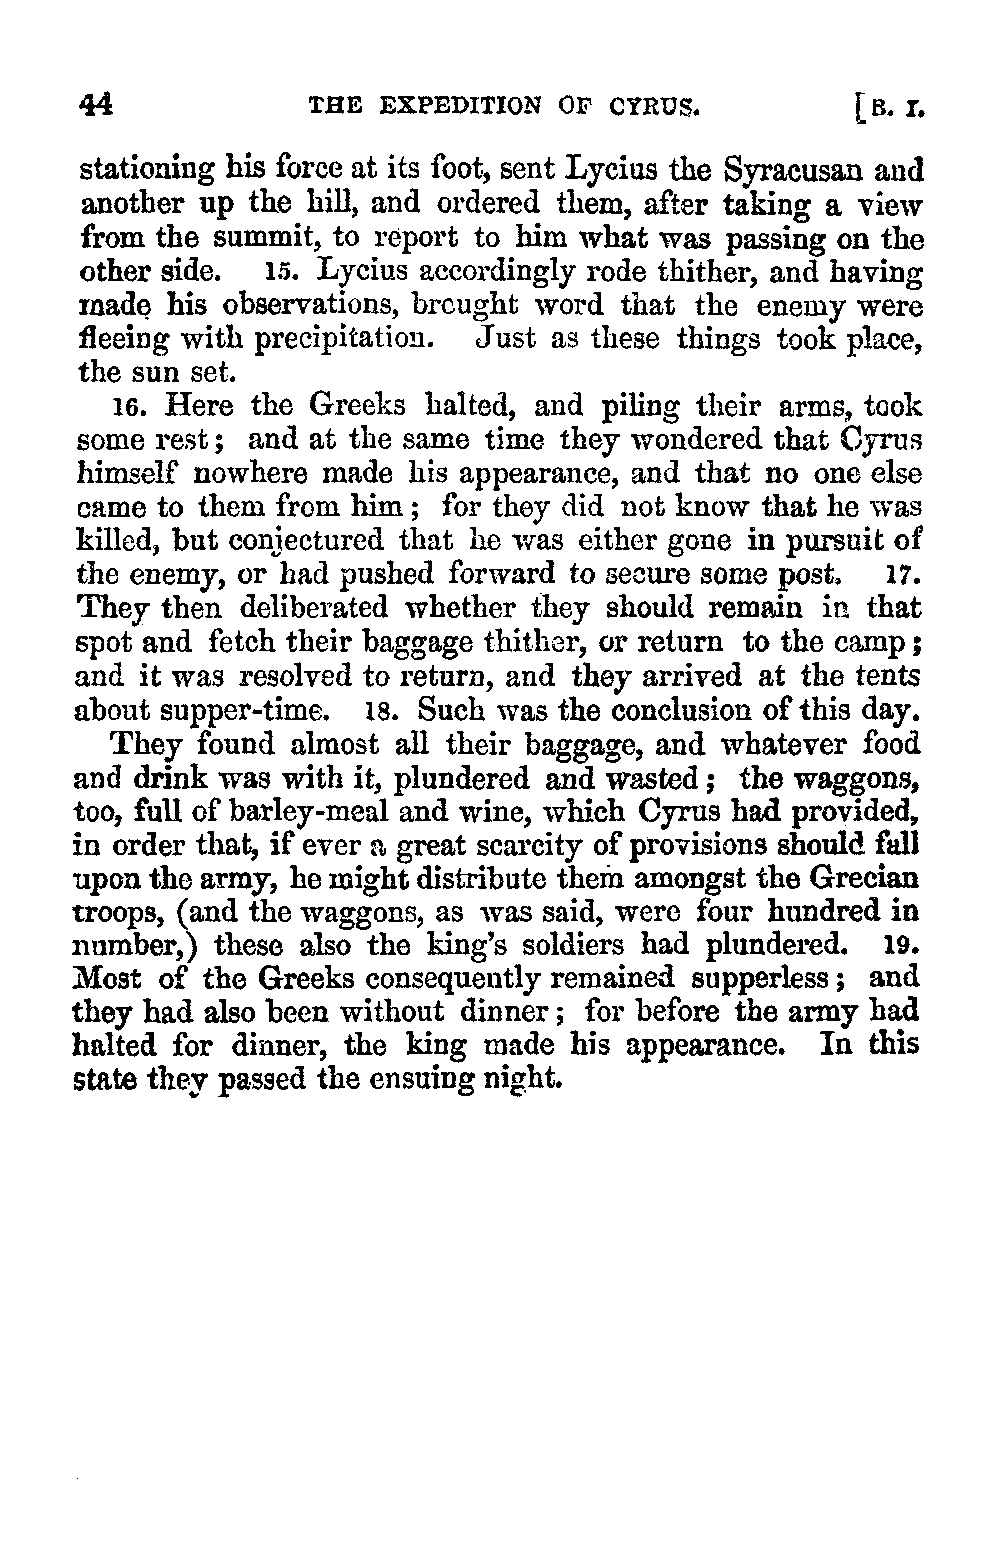 44 THE EXPEDITION OF CYRUS. [B. I.
stationing his force at its foot, sent Lycius the Syracusan and
another up the hill, and ordered them, after taking a view
from the summit, to report to him what was passing on the
other side. 15. Lycius accordingly rode thither, and having
made his observations, brought word that the enemy were
fleeing with precipitation. Just as these things took place,
the sun set.
16. Here the Greeks halted, and piling their arms, took
some rest; and at the same time they wondered that Cyrus
himself nowhere made his appearance, and that no one else
came to them from him; for they did not know that he was
killed, but conjectured that he was either gone in pursuit of
the enemy, or had pushed forward to secure some post. 17.
They then deliberated whether they should remain in that
spot and fetch their baggage thither, or return to the camp;
and it was resolved to return, and they arrived at the tents
about supper-time. 18. Such was the conclusion of this day.
They found almost all their baggage, and whatever food
and drink was with it, plundered and wasted; the waggons,
too, full of barley-meal and wine, which Cyrus had provided,
in order that, if ever a great scarcity of provisions should fall
upon the army, he might distribute them amongst the Grecian
troops, (and the waggons, as was said, were four hundred in
number,) these also the king's soldiers had plundered. 19.
Most of the Greeks consequently remained supperless; and
they had also been without dinner; for before the army had
halted for dinner, the king made his appearance. In this
state they passed the ensuing night.